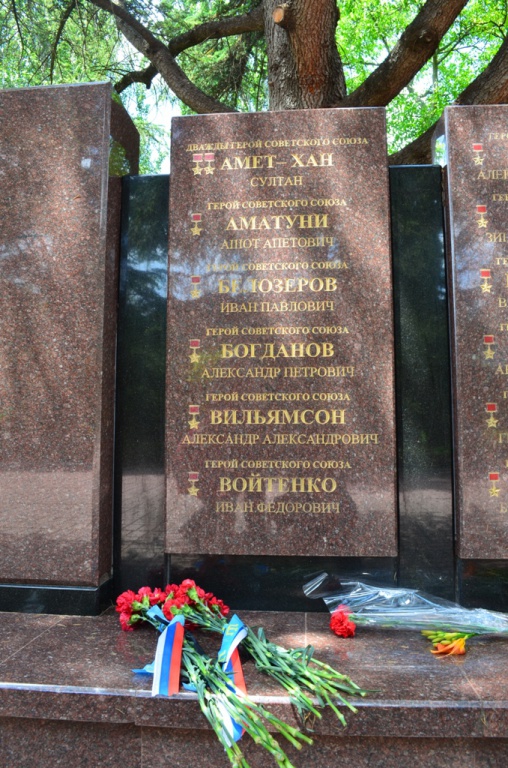 ДВАЖДЫ ГЕРОЙ СОВЕТСКОГО СОЮЗА
АМЕТ-ХАН
СУЛТАН
ГЕРОЙ СОВЕТСКОГО СОЮЗА
АМАТУНИ
АШОТ АПЕТОВИЧ
ГЕРОЙ СОВЕТСКОГО СОЮЗА
БЕЛОЗЕРОВ
ИВАН ПАВЛОВИЧ
ГЕРОЙ СОВЕТСКОГО СОЮЗА
БОГДАНОВ
АЛЕКСАНДР ПЕТРОВИЧ
ГЕРОЙ СОВЕТСКОГО СОЮЗА
ВИЛЬЯМСОН
АЛЕКСАНДР АЛЕКСАНДРОВИЧ
ГЕРОЙ СОВЕТСКОГО СОЮЗА
ВОЙТЕНКО
ИВАН ФЁДОРОВИЧ